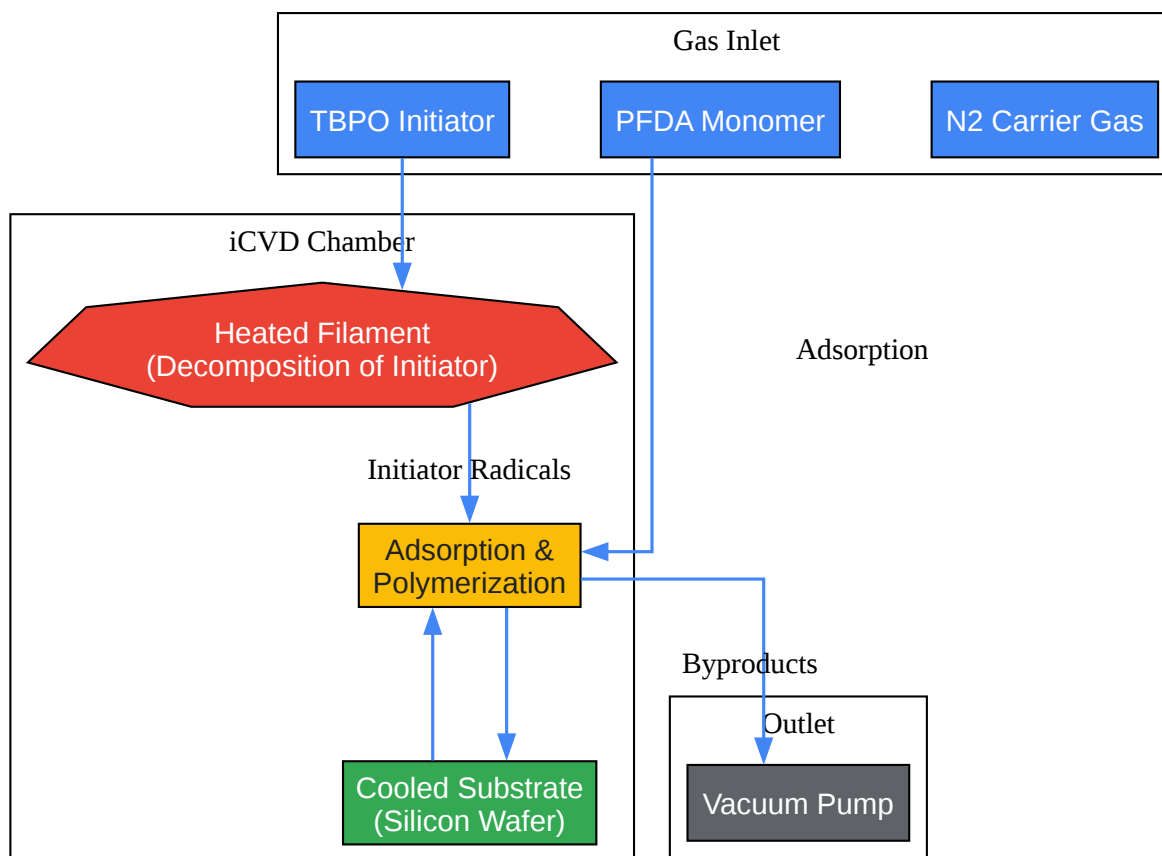 Gas Inlet
TBPO Initiator
PFDA Monomer
N2 Carrier Gas
iCVD Chamber
Heated Filament
(Decomposition of Initiator)
Adsorption
Initiator Radicals
Adsorption &
Polymerization
Byproducts
Outlet
Cooled Substrate
(Silicon Wafer)
Vacuum Pump